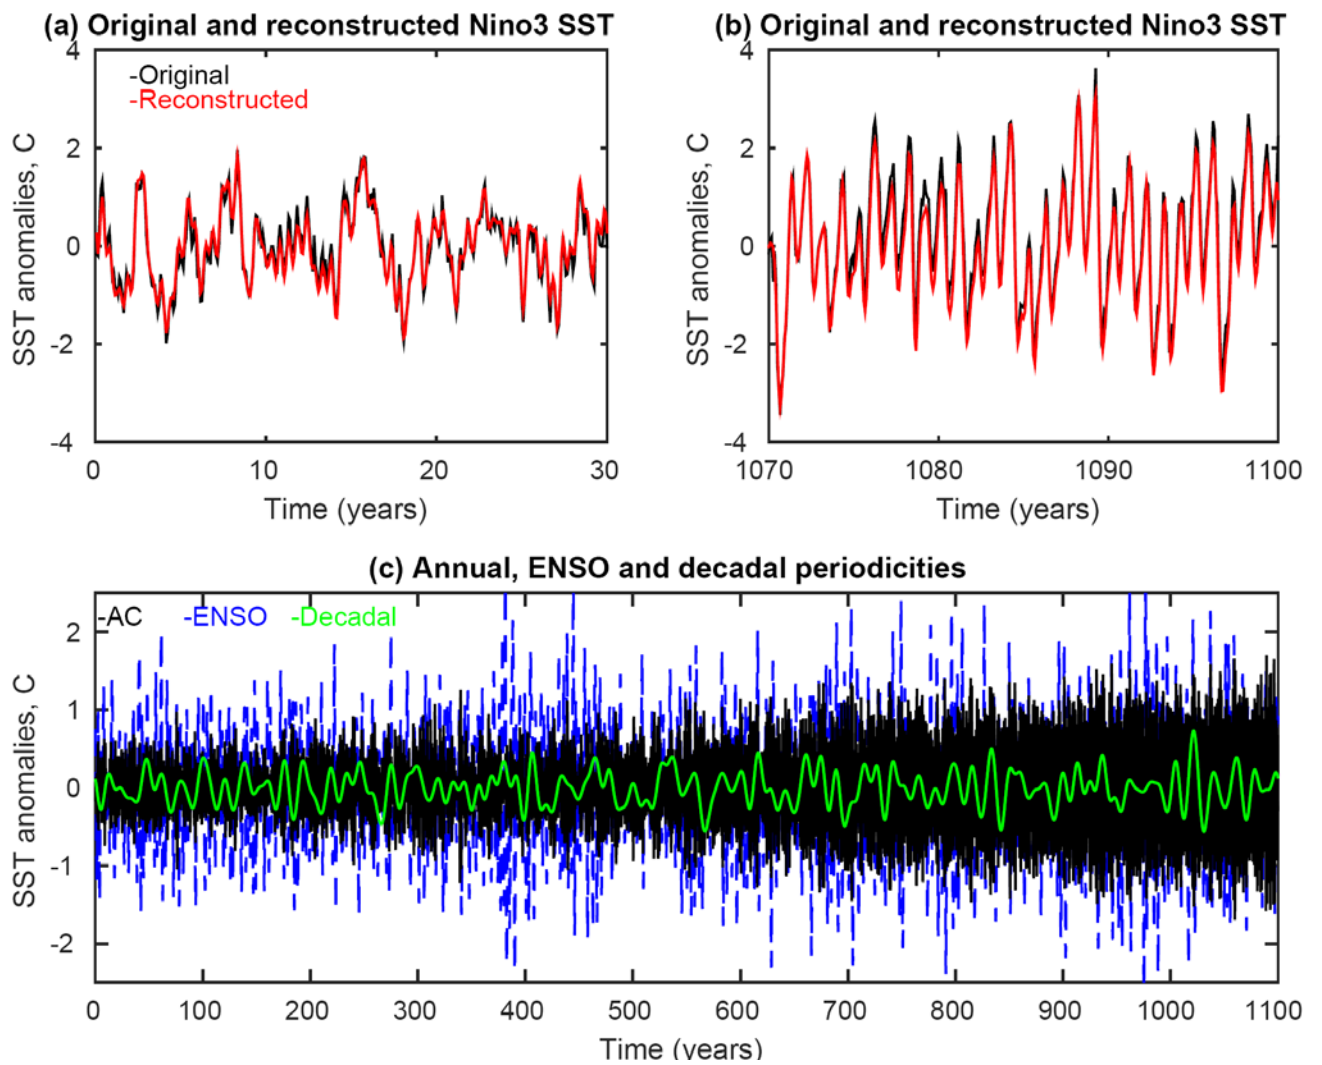 (a) Original and reconstructed Nino3 SST
4
2
0
-2
-4
SST anomalies, C
-Original
-Reconstructed
0 10 20 30
Time (years)
(b) Original and reconstructed Nino3 SST
4
2
0
-2
-4
SST anomalies, C
1070 1080 1090 1100
Time (years)
(c) Annual, ENSO and decadal periodicities
-AC -ENSO -Decadal
2
1
0
-1
-2
SST anomalies, C
0 100 200 300 400 500 600 700 800 900 1000 1100
Time (years)